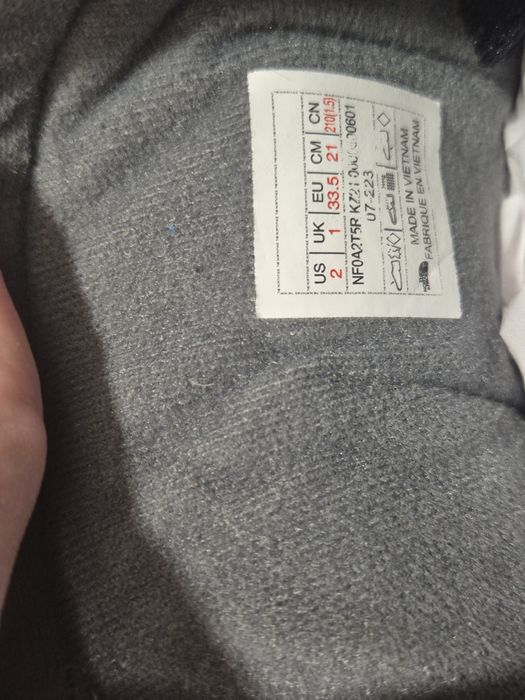 US | UK | EU | CM | CN
2 | 1 | 33.5 | 21 | 210(1.5)
NF0A2T5R KZ21
07-223
MADE IN VIETNAM
FABRIQUE EN VIETNAM